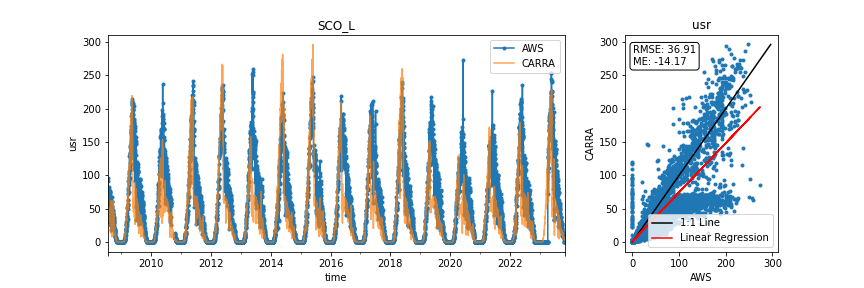 SCO_L
usr
300
250
200
150
100
50
0
usr
AWS
CARRA
2010
2012
2014
2016
2018
2020
2022
time
300
250
200
150
100
50
0
CARRA
RMSE: 36.91
ME: -14.17
1:1 Line
Linear Regression
0
100
200
300
AWS